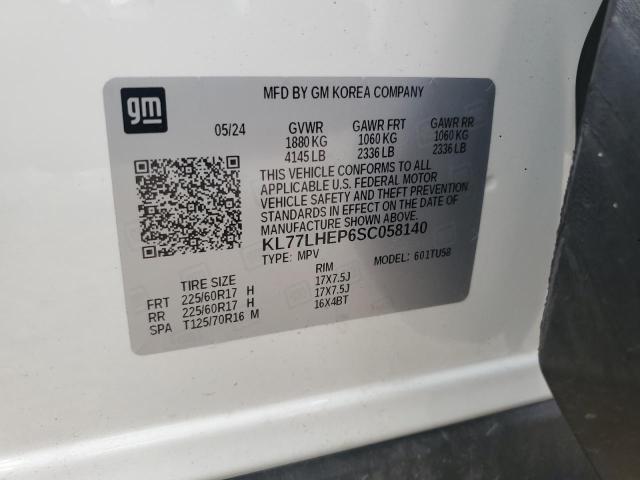 gm
MFD BY GM KOREA COMPANY
05/24 GVWR GAWR FRT GAWR RR
1880 KG 1060 KG 1060 KG
4145 LB 2336 LB 2336 LB
THIS VEHICLE CONFORMS TO ALL
APPLICABLE U.S. FEDERAL MOTOR
VEHICLE SAFETY AND THEFT PREVENTION
STANDARDS IN EFFECT ON THE DATE OF
MANUFACTURE SHOWN ABOVE.
KL77LHEP6SC058140
TYPE: MPV MODEL: 601TU58
TIRE SIZE RIM
FRT 225/60R17 H 17X7.5J
RR 225/60R17 H 17X7.5J
SPA T125/70R16 M 16X4BT